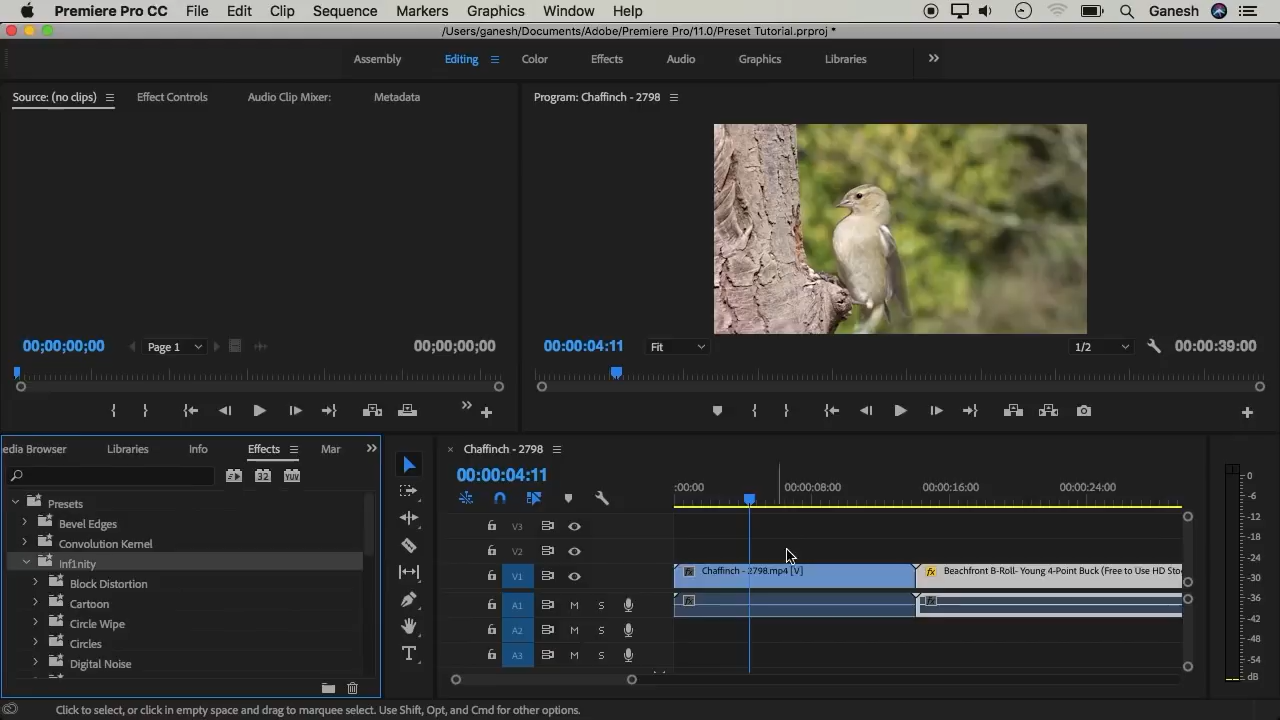 Premiere Pro CC File Edit Clip Sequence Markers Graphics Window Help Ganesh
/Users/ganesh/Documents/Adobe/Premiere Pro/11.0/Preset Tutorial.prproj *
Assembly Editing Color Effects Audio Graphics Libraries
Source: (no clips) Effect Controls Audio Clip Mixer: Metadata
Program: Chaffinch - 2798
00;00;00;00 Page 1 00;00;00;00
00:00:04:11 Fit 1/2 00:00:39:00
edia Browser Libraries Info Effects Mar
32 YUV
Presets
Bevel Edges
Convolution Kernel
Inf1nity
Block Distortion
Cartoon
Circle Wipe
Circles
Digital Noise
Chaffinch - 2798
00:00:04:11
:00:00 00:00:08:00 00:00:16:00 00:00:24:00
V3
V2
V1 fx Chaffinch - 2798.mp4 [V] fx Beachfront B-Roll- Young 4-Point Buck (Free to Use HD Sto
A1 M S fx fx
A2 M S
A3 M S
0
-6
-12
-18
-24
-30
-36
-42
-48
-54
dB
Click to select, or click in empty space and drag to marquee select. Use Shift, Opt, and Cmd for other options.